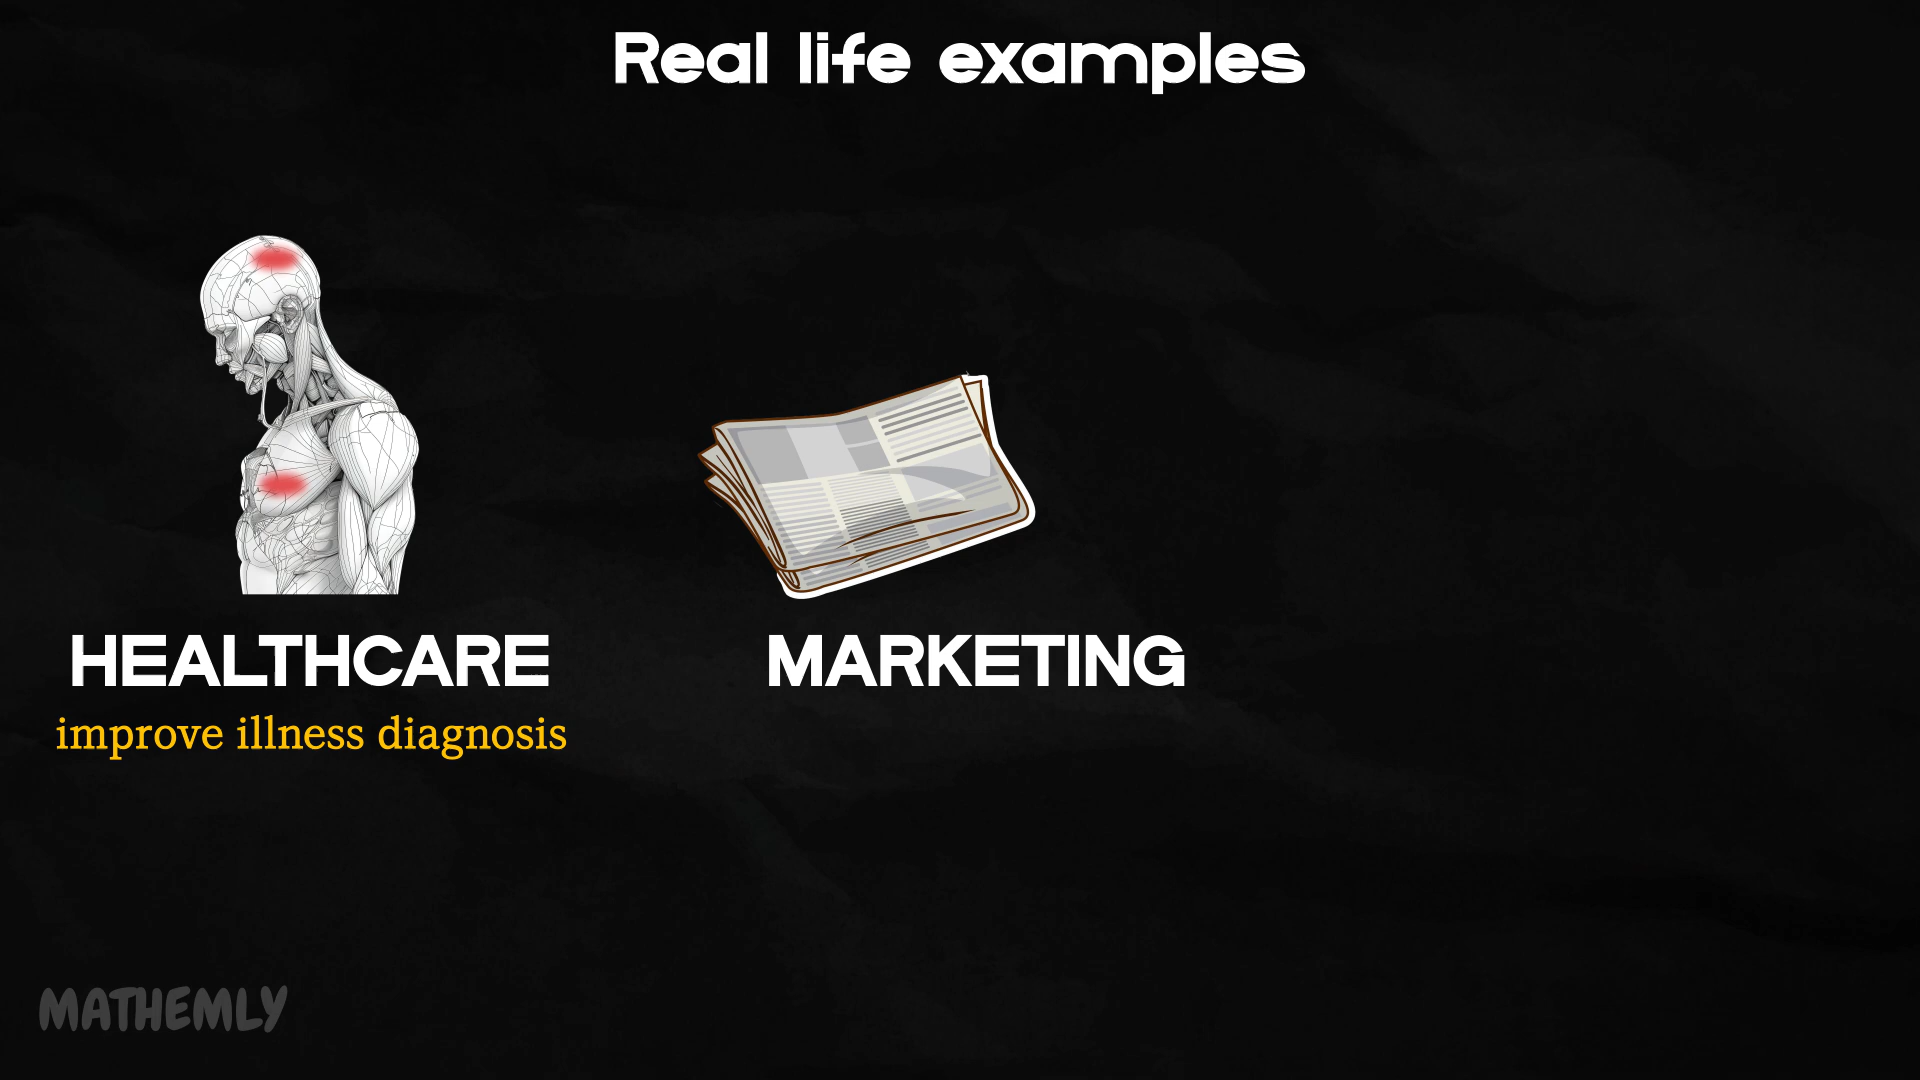 Real life examples
HEALTHCARE
MARKETING
improve illness diagnosis
MATHEMLY